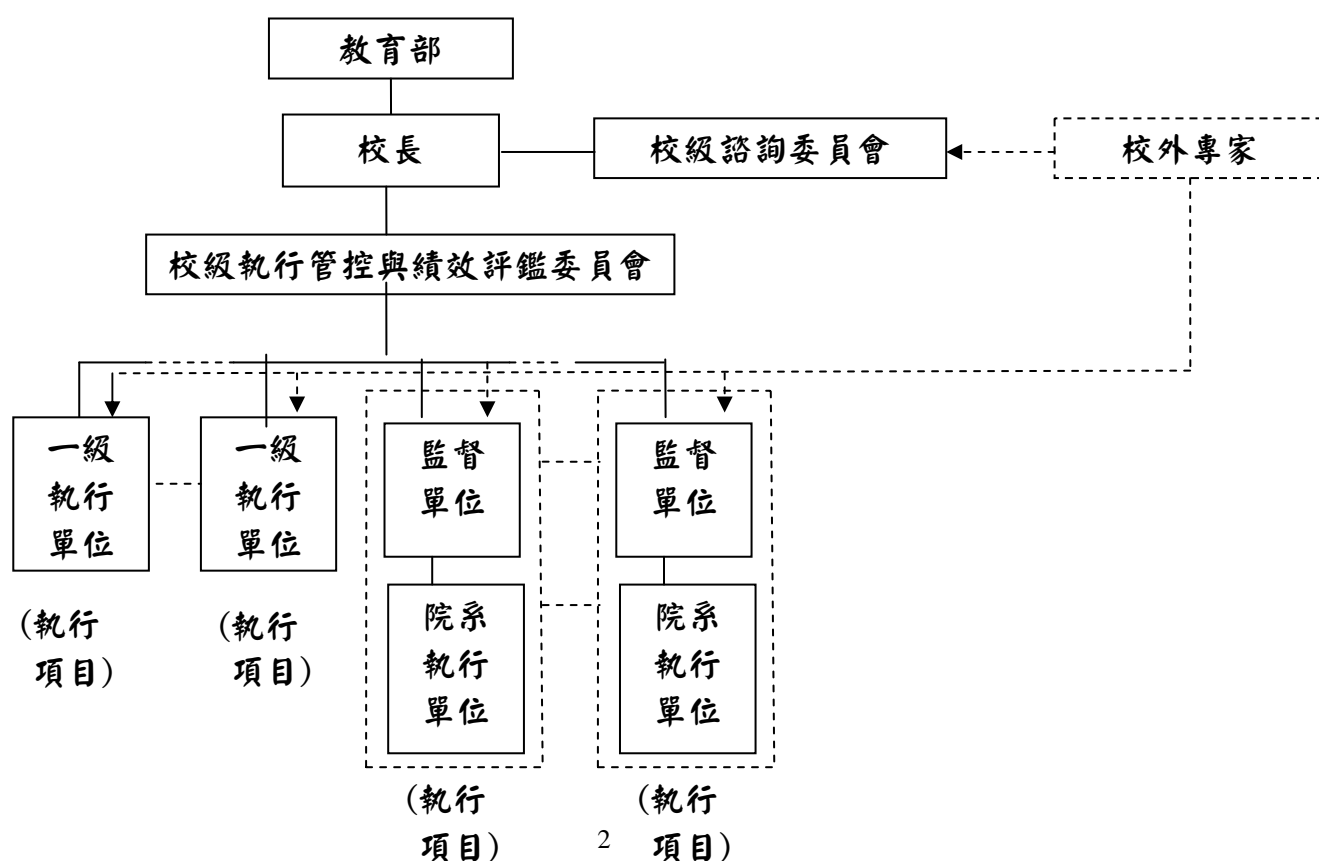 教育部
校長
校級諮詢委員會
校外專家
校級執行管控與績效評鑑委員會
一級
執行
單位
(執行
項目)
一級
執行
單位
(執行
項目)
監督
單位
院系
執行
單位
(執行
項目)
監督
單位
院系
執行
單位
(執行
項目)
2